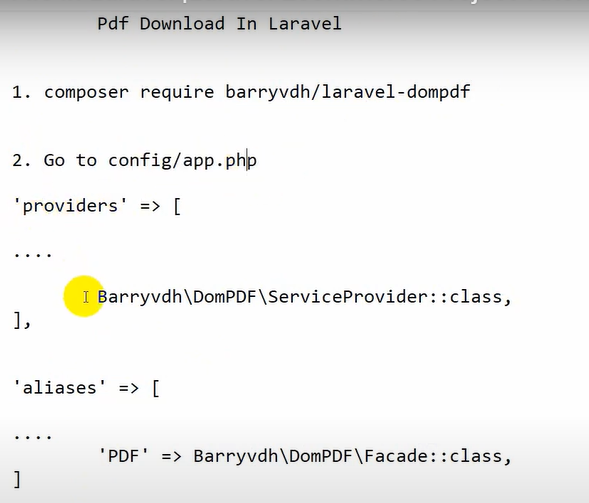 Pdf Download In Laravel
1. composer require barryvdh/laravel-dompdf
2. Go to config/app.php
'providers' => [
....
Barryvdh\DomPDF\ServiceProvider::class,
],
'aliases' => [
....
'PDF' => Barryvdh\DomPDF\Facade::class,
]